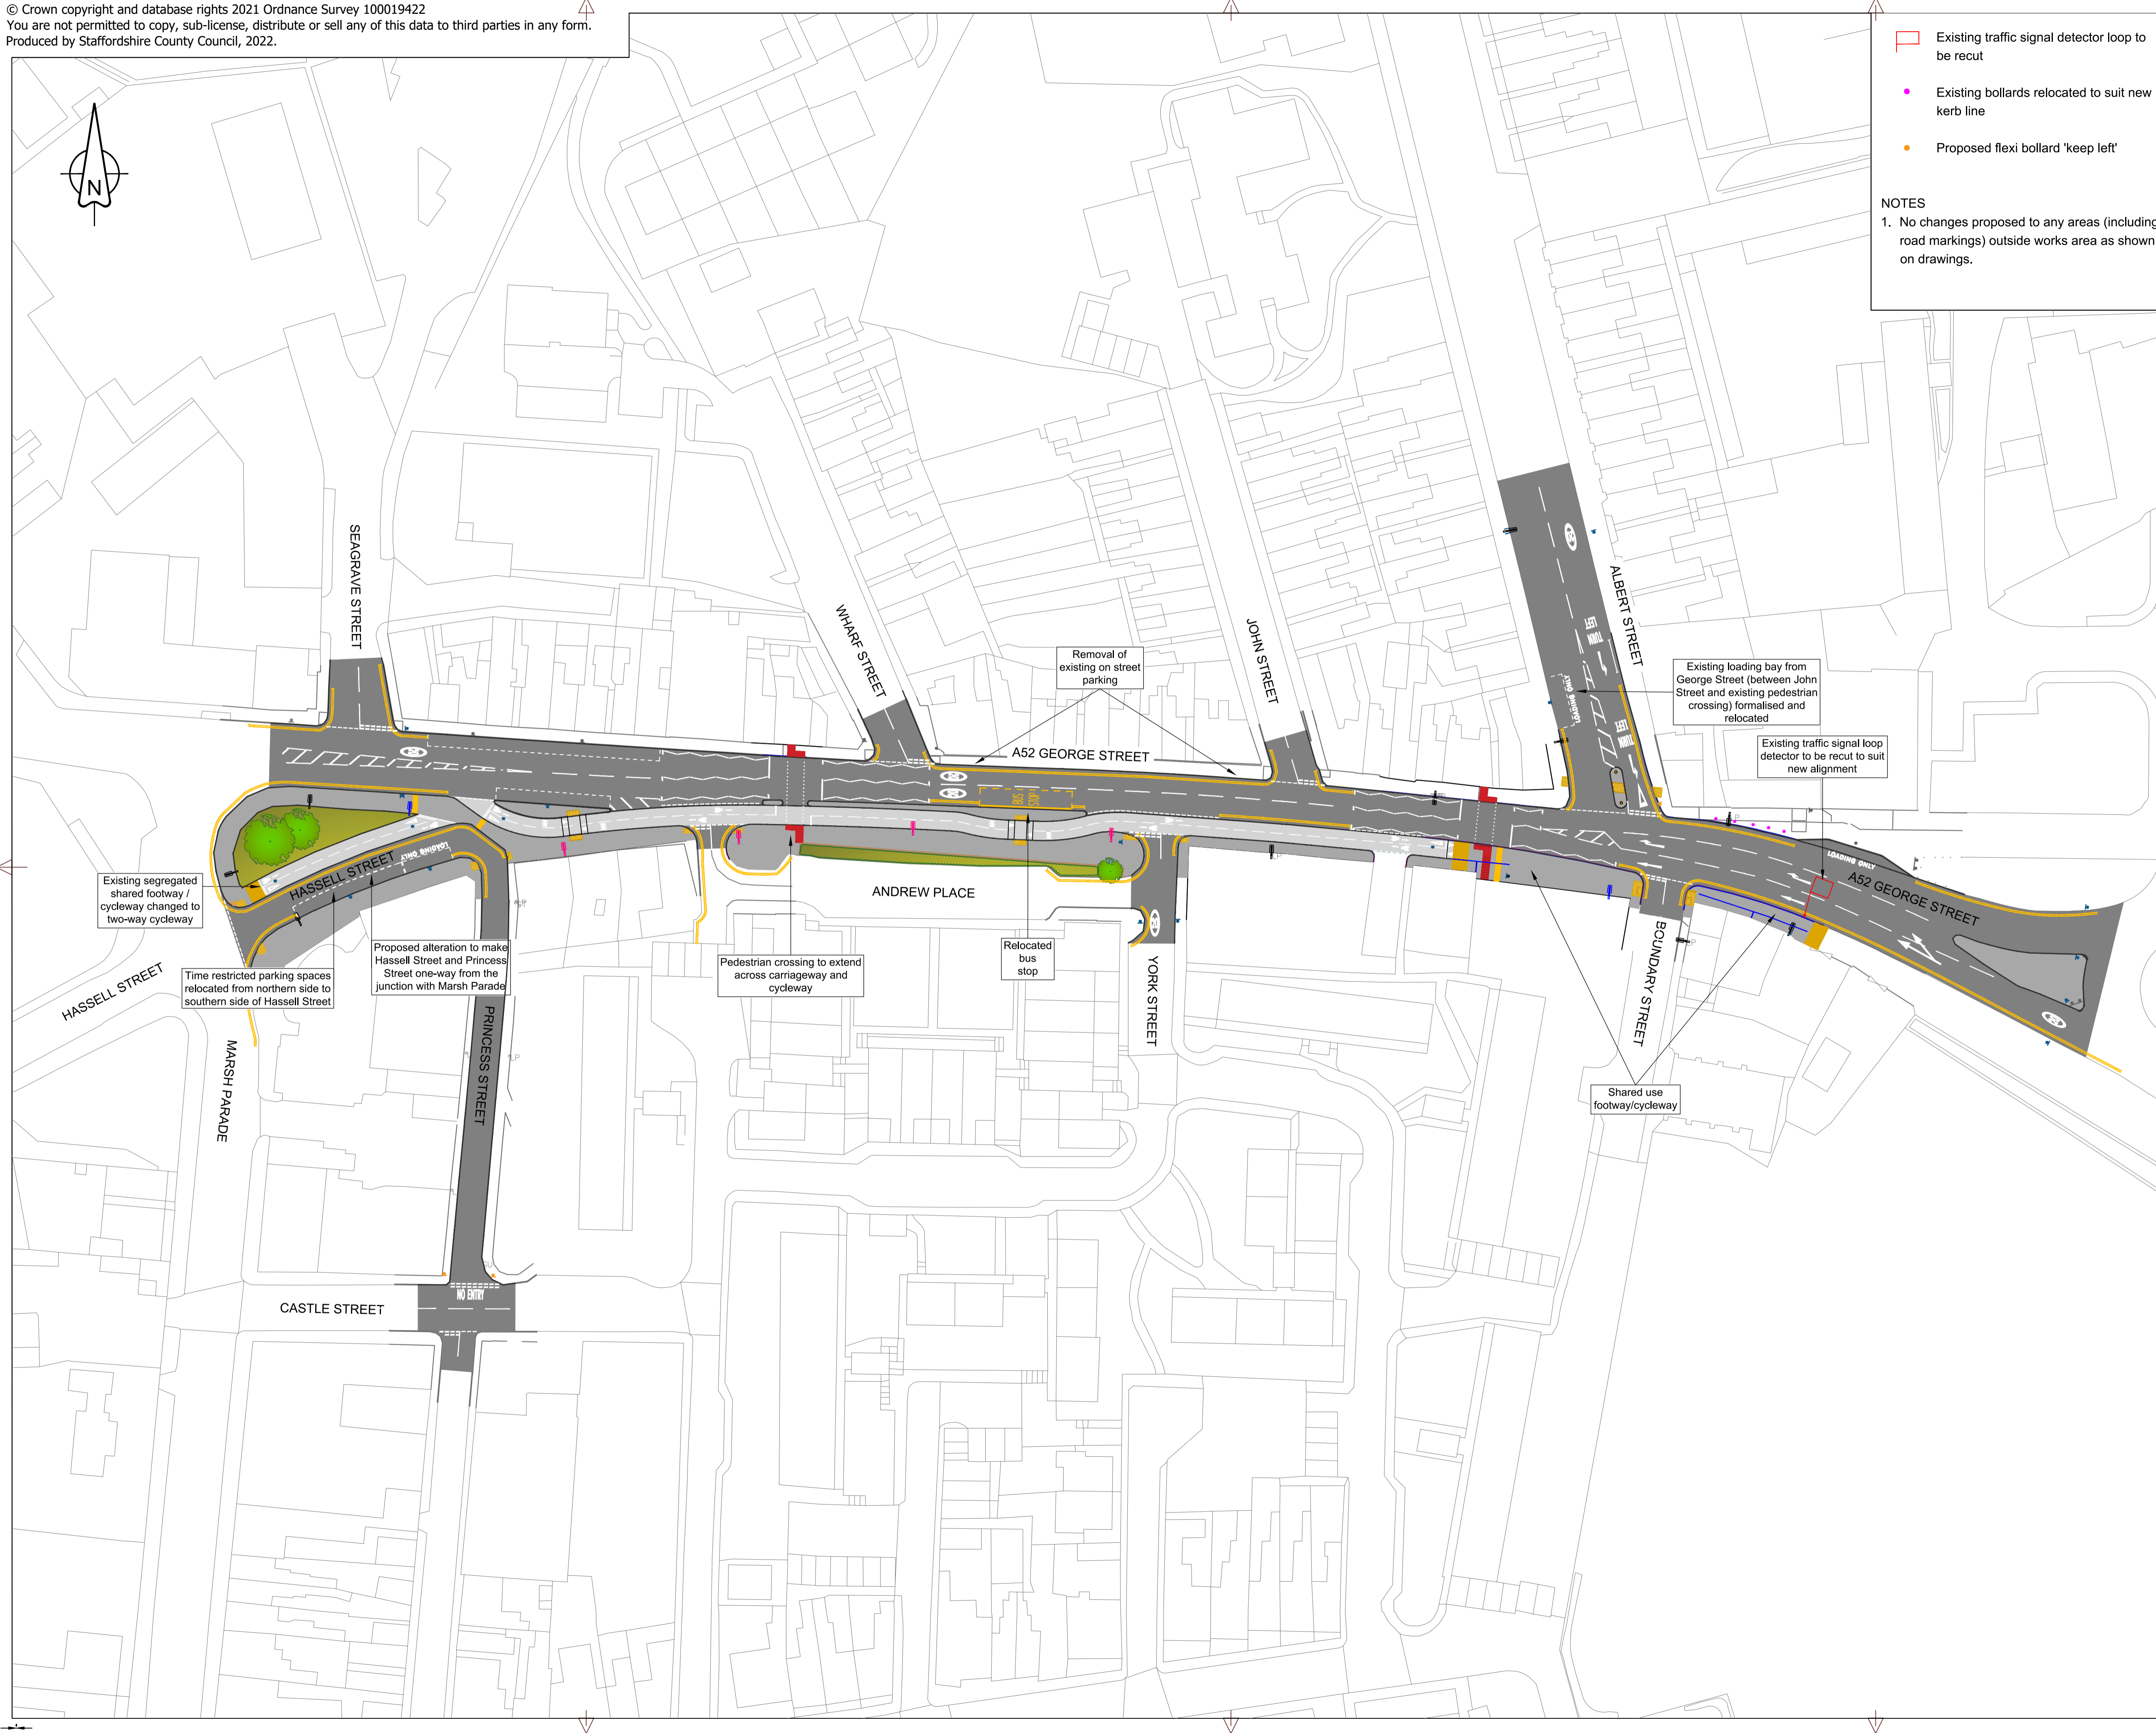 © Crown copyright and database rights 2021 Ordnance Survey 100019422
You are not permitted to copy, sub-license, distribute or sell any of this data to third parties in any form.
Produced by Staffordshire County Council, 2022.
Existing traffic signal detector loop to
be recut
Existing bollards relocated to suit new
kerb line
Proposed flexi bollard 'keep left'
NOTES
1. No changes proposed to any areas (including
road markings) outside works area as shown
on drawings.
N
SEAGRAVE STREET
WHARF STREET
JOHN STREET
ALBERT STREET
TURN
LEFT
TURN
LEFT
LOADING ONLY
Removal of
existing on street
parking
A52 GEORGE STREET
Existing loading bay from
George Street (between John
Street and existing pedestrian
crossing) formalised and
relocated
Existing traffic signal loop
detector to be recut to suit
new alignment
BUS
STOP
LOADING ONLY
A52 GEORGE STREET
LOADING ONLY
HASSELL STREET
Existing segregated
shared footway /
cycleway changed to
two-way cycleway
ANDREW PLACE
Time restricted parking spaces
relocated from northern side to
southern side of Hassell Street
Proposed alteration to make
Hassell Street and Princess
Street one-way from the
junction with Marsh Parade
Pedestrian crossing to extend
across carriageway and
cycleway
Relocated
bus
stop
HASSELL STREET
MARSH PARADE
PRINCESS STREET
YORK STREET
BOUNDARY STREET
Shared use
footway/cycleway
NO ENTRY
CASTLE STREET